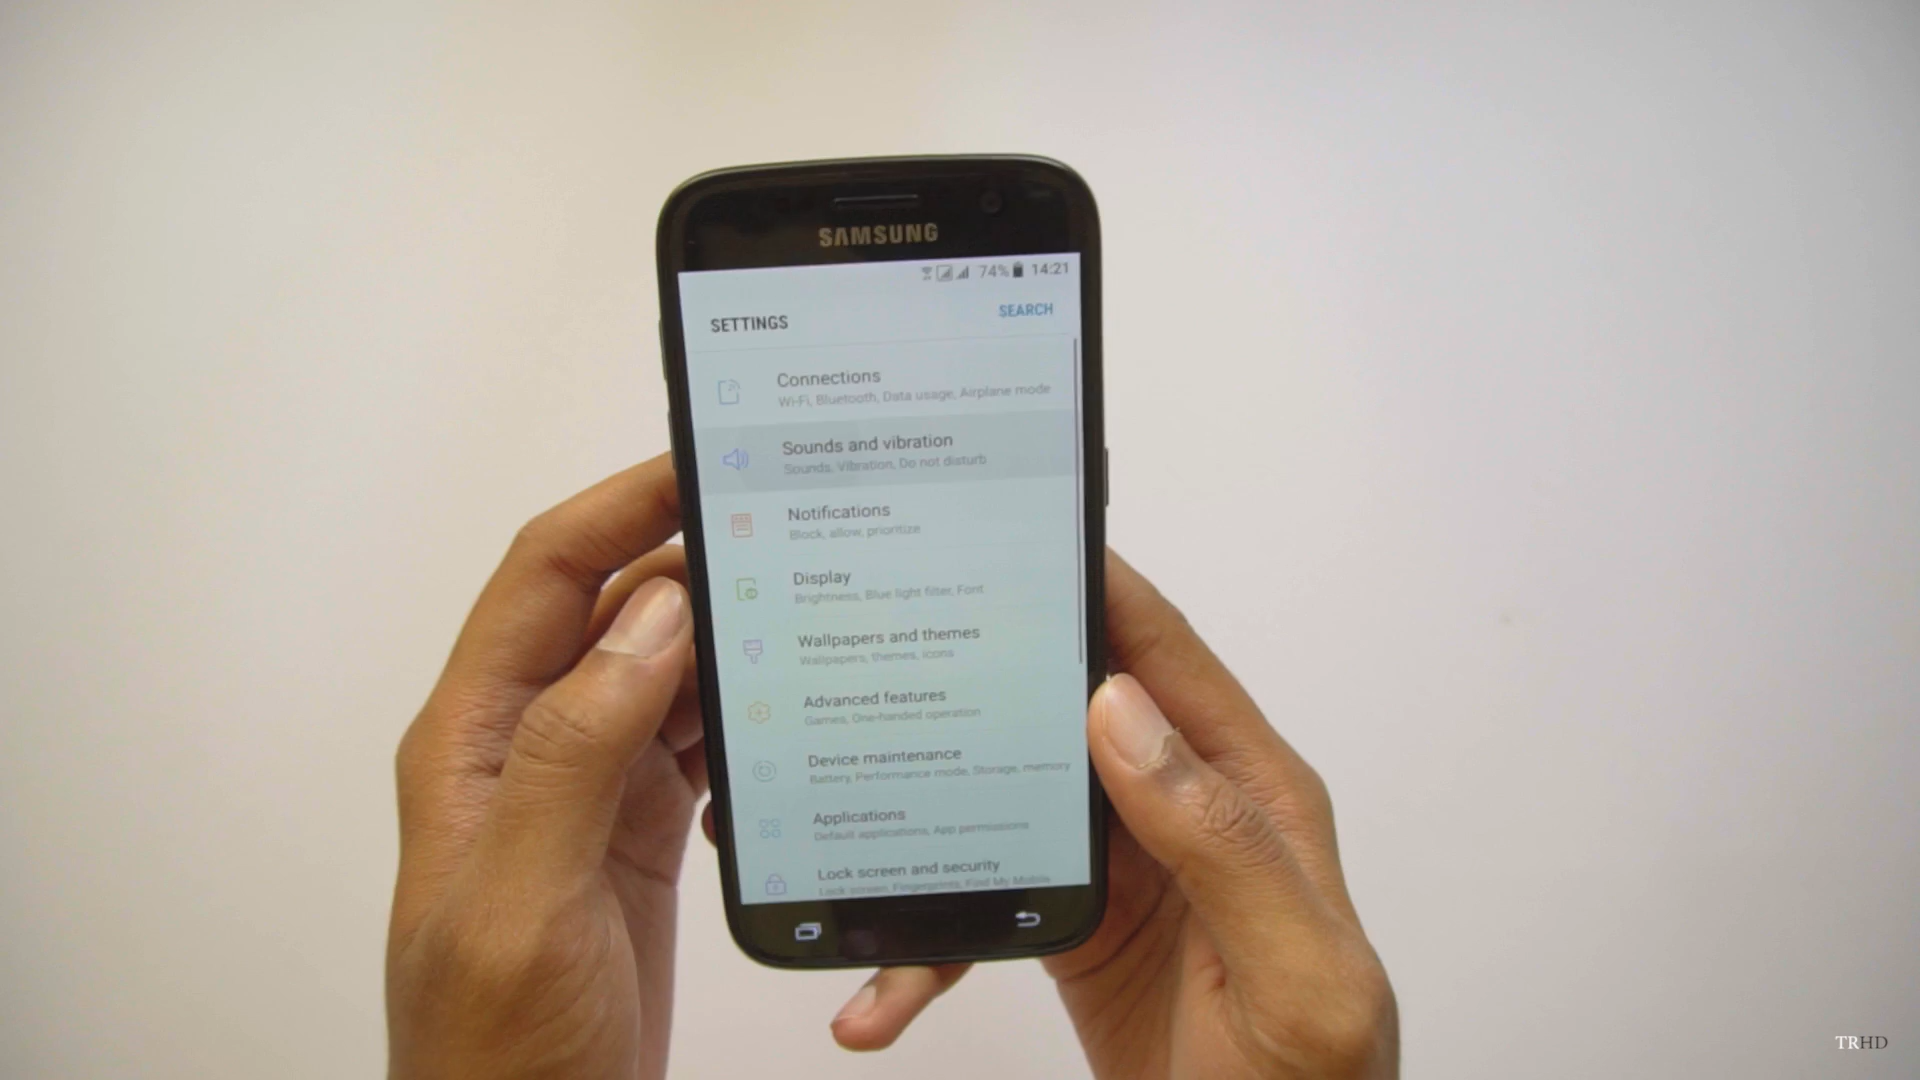 SAMSUNG
74% 14:21
SETTINGS
SEARCH
Connections
Wi-Fi, Bluetooth, Data usage, Airplane mode
Sounds and vibration
Sounds, Vibration, Do not disturb
Notifications
Block, allow, prioritize
Display
Brightness, Blue light filter, Font
Wallpapers and themes
Wallpapers, themes, icons
Advanced features
Games, One-handed operation
Device maintenance
Battery, Performance mode, Storage, memory
Applications
Default applications, App permissions
Lock screen and security
Lock screen, Fingerprints, Find My Mobile
TRHD